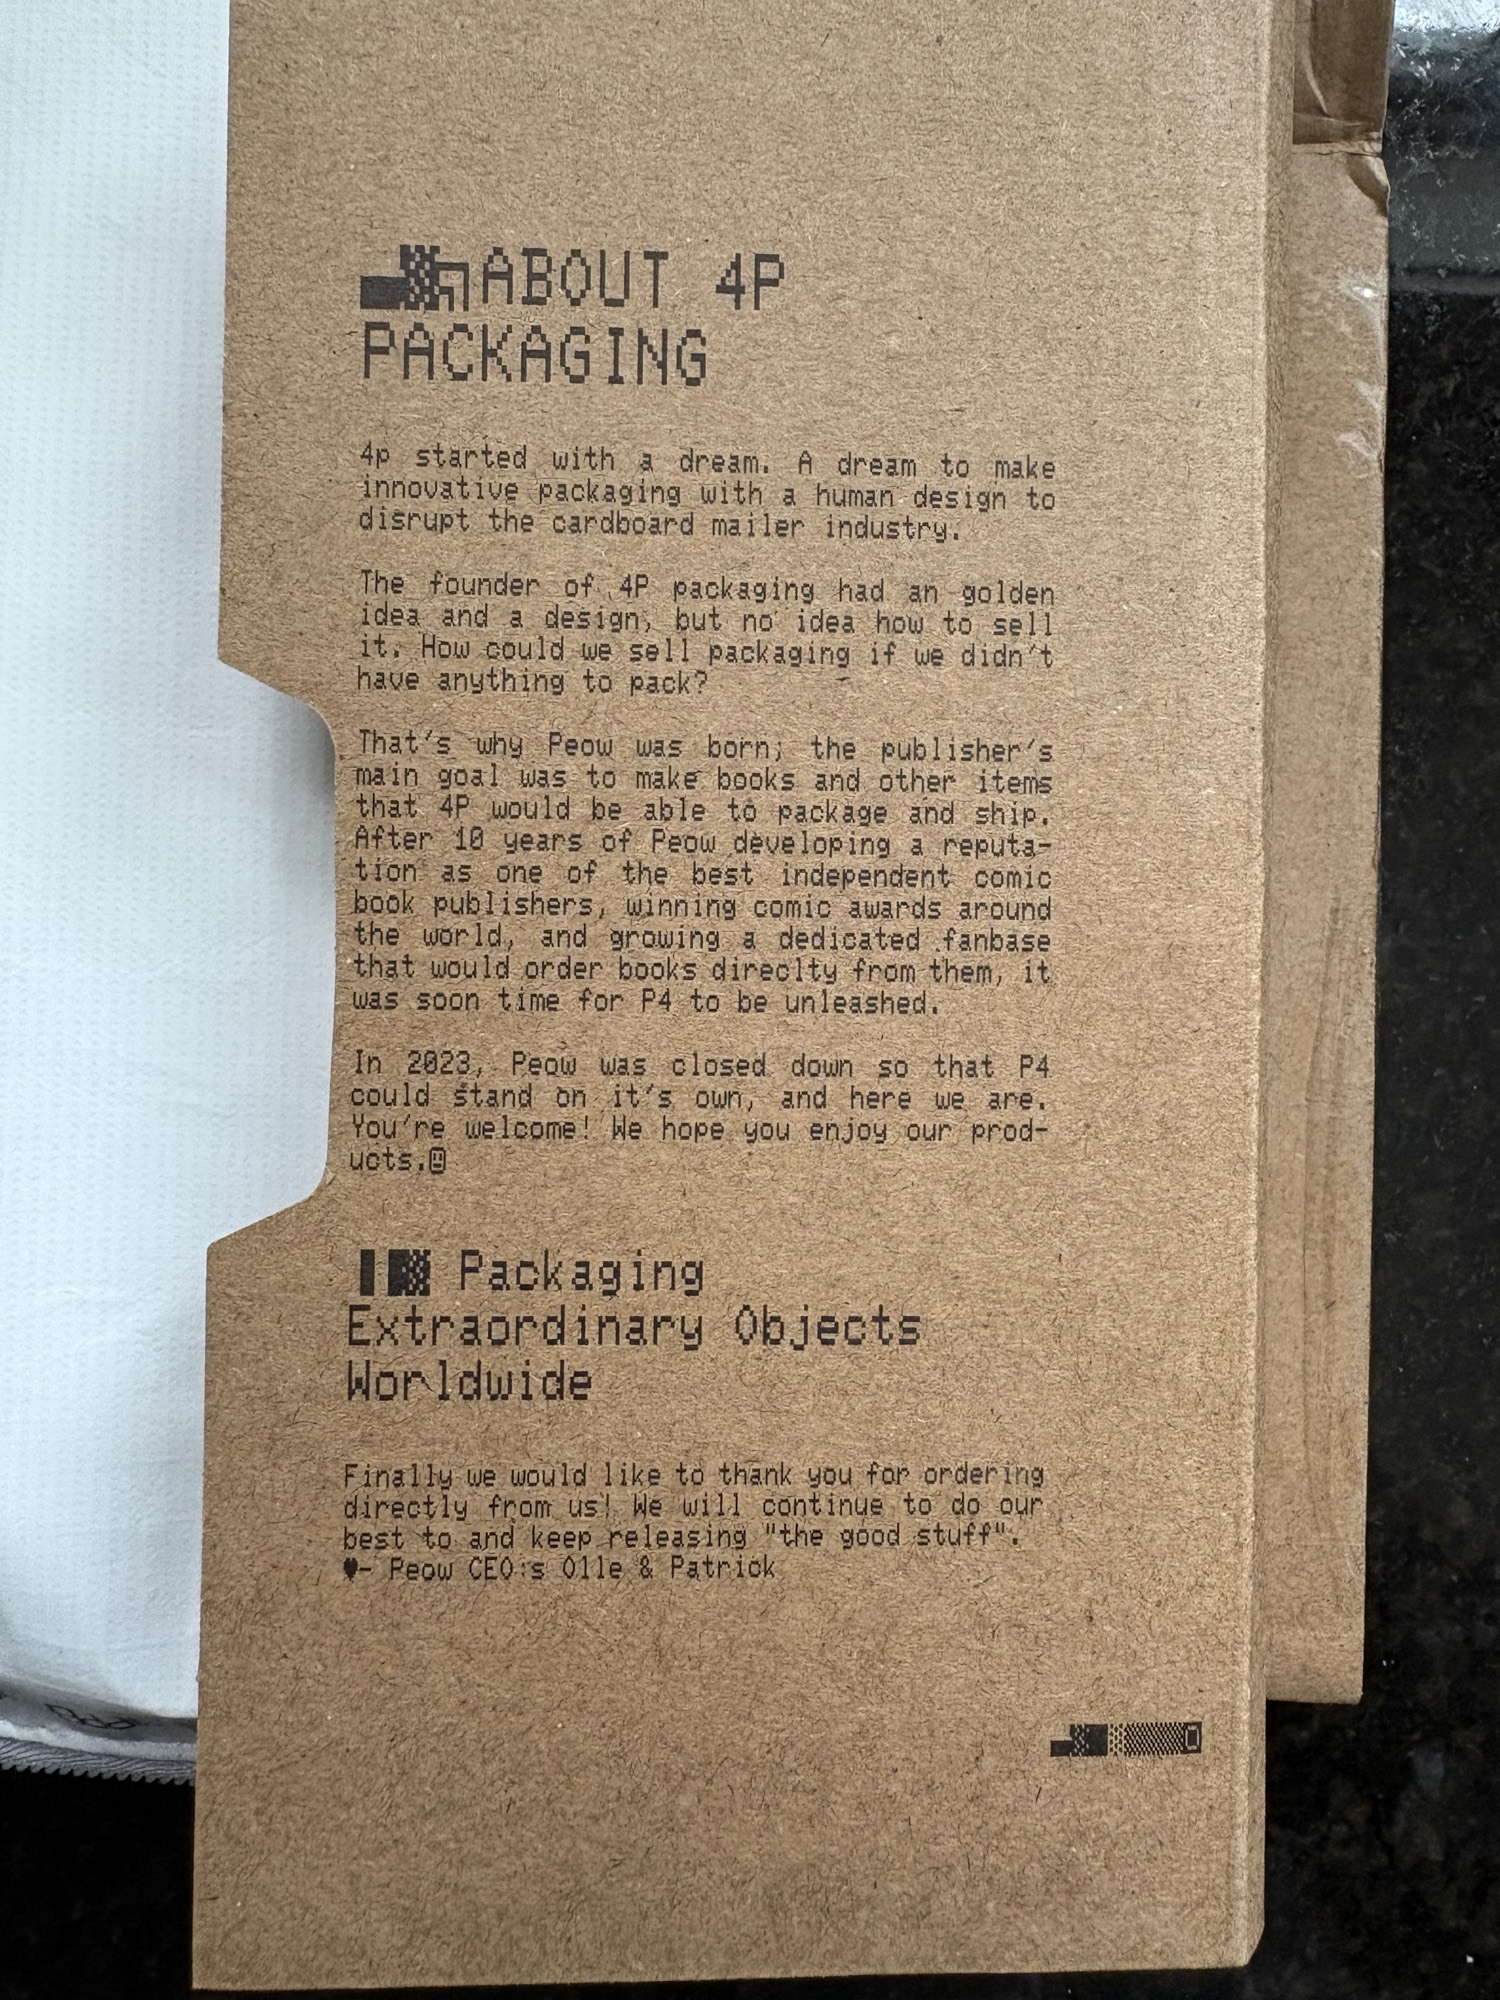 ABOUT 4P
PACKAGING
4p started with a dream. A dream to make
innovative packaging with a human design to
disrupt the cardboard mailer industry.
The founder of 4P packaging had an golden
idea and a design, but no idea how to sell
it. How could we sell packaging if we didn't
have anything to pack?
That's why Peow was born; the publisher's
main goal was to make books and other items
that 4P would be able to package and ship.
After 10 years of Peow developing a reputa-
tion as one of the best independent comic
book publishers, winning comic awards around
the world, and growing a dedicated fanbase
that would order books direclty from them, it
was soon time for P4 to be unleashed.
In 2023, Peow was closed down so that P4
could stand on it's own, and here we are.
You're welcome! We hope you enjoy our prod-
ucts.
Packaging
Extraordinary Objects
Worldwide
Finally we would like to thank you for ordering
directly from us! We will continue to do our
best to and keep releasing "the good stuff".
♥- Peow CEO:s Olle & Patrick